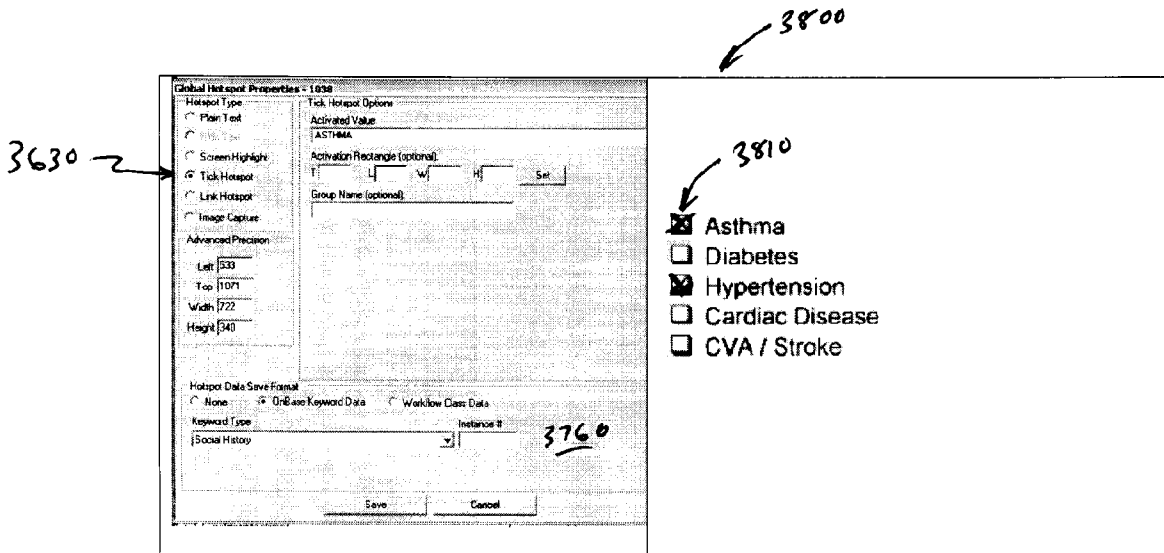 3800
Global Hotspot Properties - 1038
Hotspot Type
Plain Text
Screen Highlight
Tick Hotspot
Link Hotspot
Image Capture
Advanced Precision
Left 533
Top 1071
Width 722
Height 340
Tick Hotspot Options
Activated Value
ASTHMA
Activation Rectangle (optional):
T L W H Set
Group Name (optional):
Hotspot Data Save Format
None OnBase Keyword Data Workflow Class Data
Keyword Type Instance #
Social History
Save Cancel
3630
3760
3810
Asthma
Diabetes
Hypertension
Cardiac Disease
CVA / Stroke